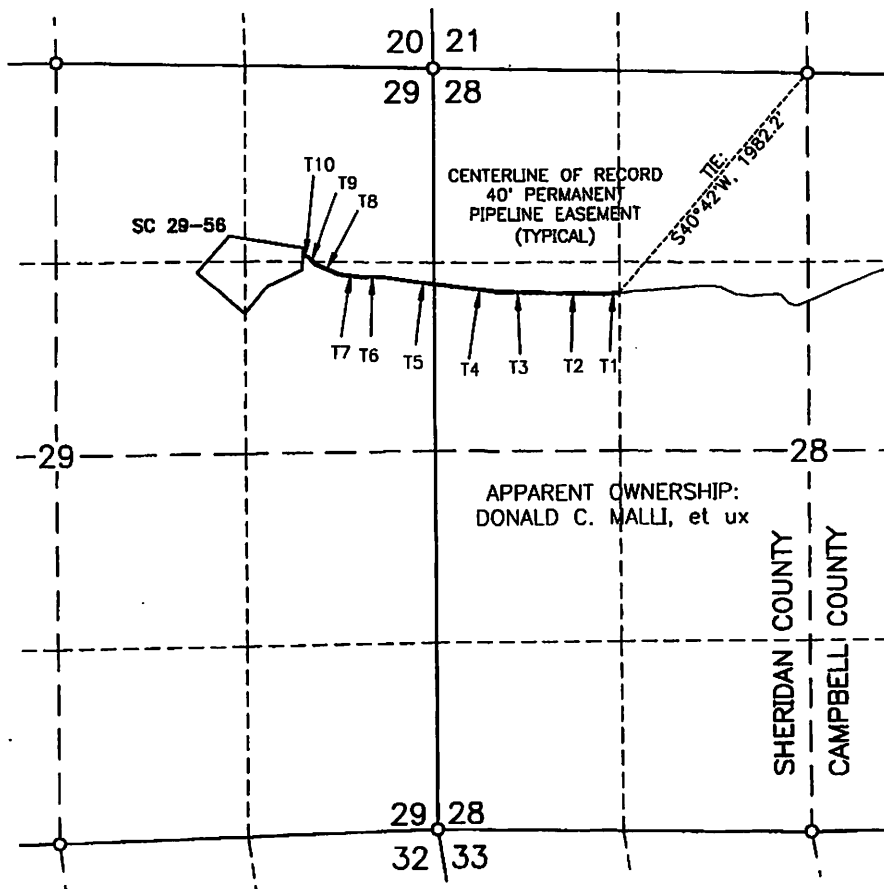 20 21
29 28
T10
T9
T8
SC 29-56
CENTERLINE OF RECORD
40' PERMANENT
PIPELINE EASEMENT
(TYPICAL)
TIE:
S40°42'W, 1982.2'
T7
T6
T5
T4
T3
T2
T1
29
28
APPARENT OWNERSHIP:
DONALD C. MALLI, et ux
SHERIDAN COUNTY
CAMPBELL COUNTY
29 28
32 33